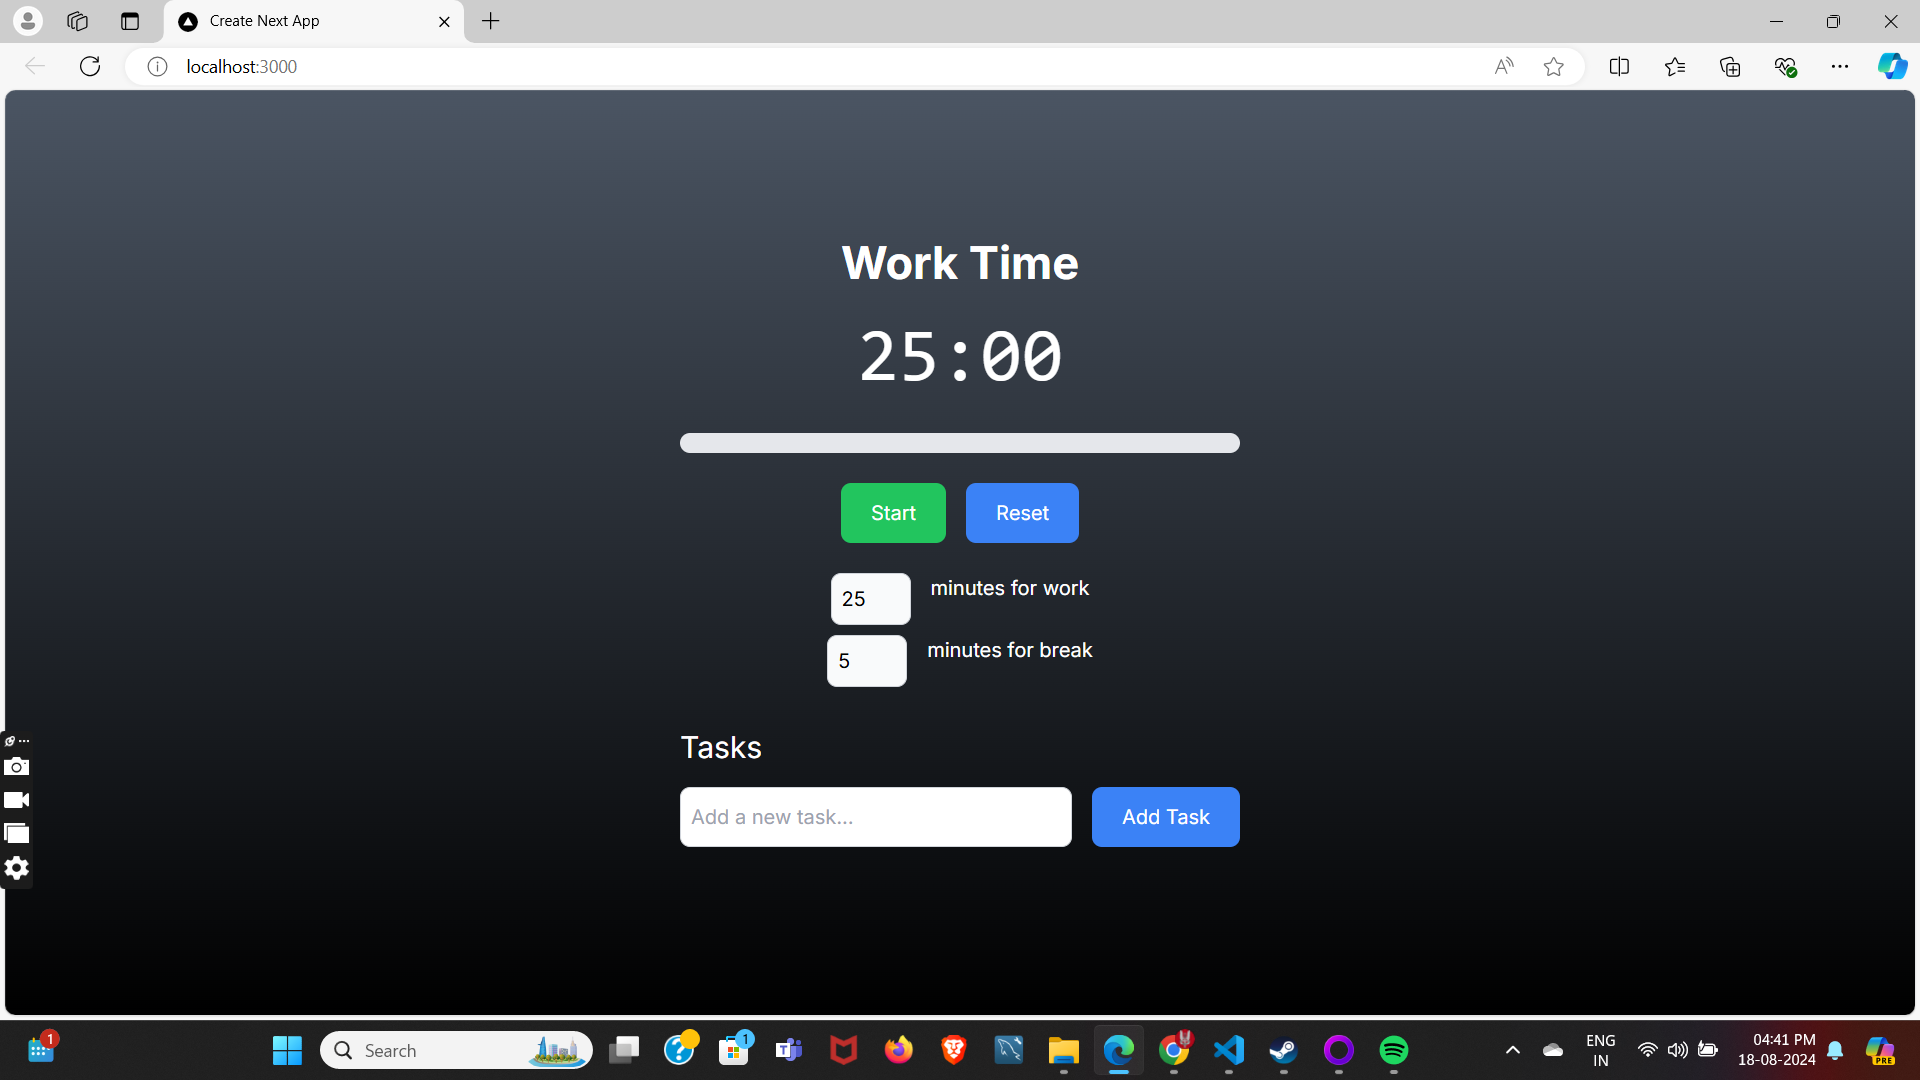 Create Next App
localhost:3000
Work Time
25:00
Start Reset
25 minutes for work
5 minutes for break
Tasks
Add a new task...
Add Task
1
Search
1
ENG
IN
04:41 PM
18-08-2024
PRE